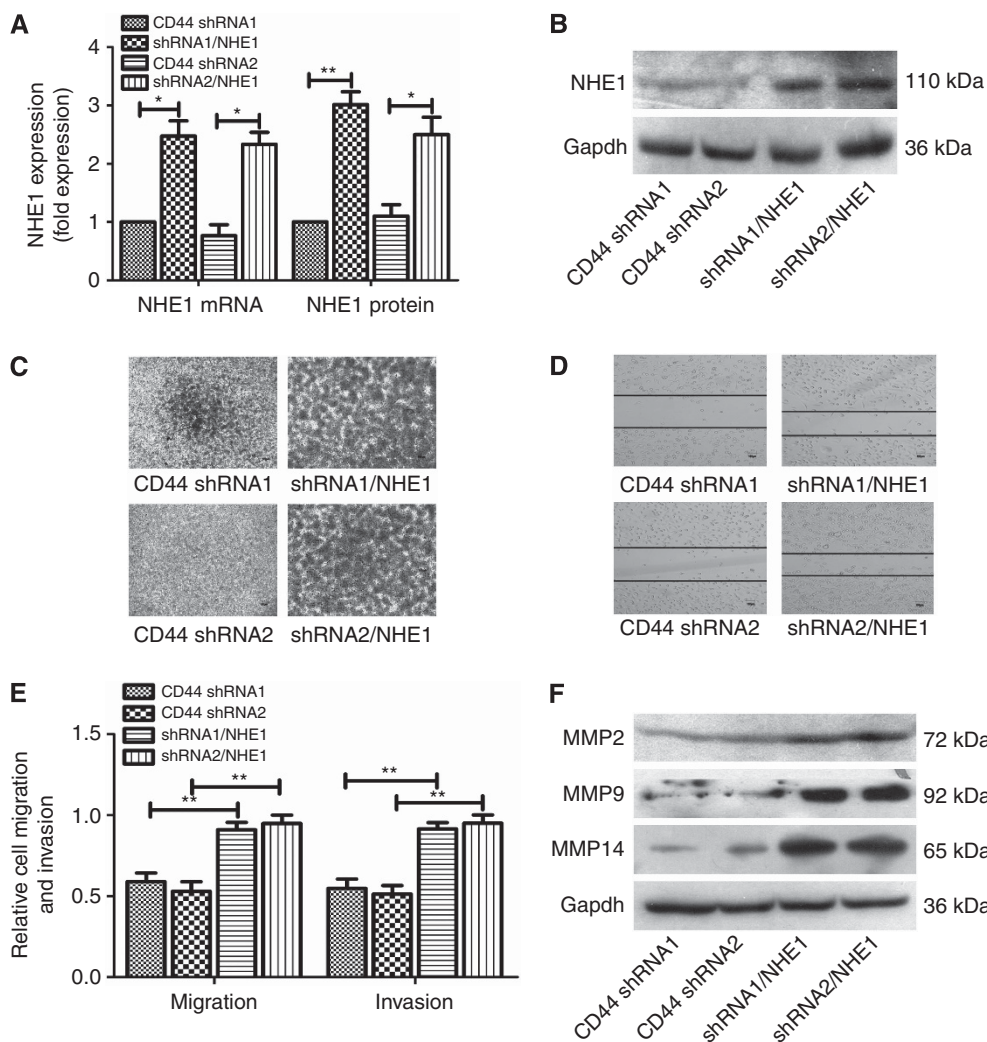 A
CD44 shRNA1
shRNA1/NHE1
CD44 shRNA2
shRNA2/NHE1
NHE1 expression
(fold expression)
4
3
2
1
0
*
*
**
*
NHE1 mRNA
NHE1 protein
B
NHE1
110 kDa
Gapdh
36 kDa
CD44 shRNA1
CD44 shRNA2
shRNA1/NHE1
shRNA2/NHE1
C
CD44 shRNA1
shRNA1/NHE1
CD44 shRNA2
shRNA2/NHE1
D
CD44 shRNA1
shRNA1/NHE1
CD44 shRNA2
shRNA2/NHE1
E
CD44 shRNA1
CD44 shRNA2
shRNA1/NHE1
shRNA2/NHE1
Relative cell migration
and invasion
1.5
1.0
0.5
0.0
**
**
**
**
Migration
Invasion
F
MMP2
72 kDa
MMP9
92 kDa
MMP14
65 kDa
Gapdh
36 kDa
CD44 shRNA1
CD44 shRNA2
shRNA1/NHE1
shRNA2/NHE1